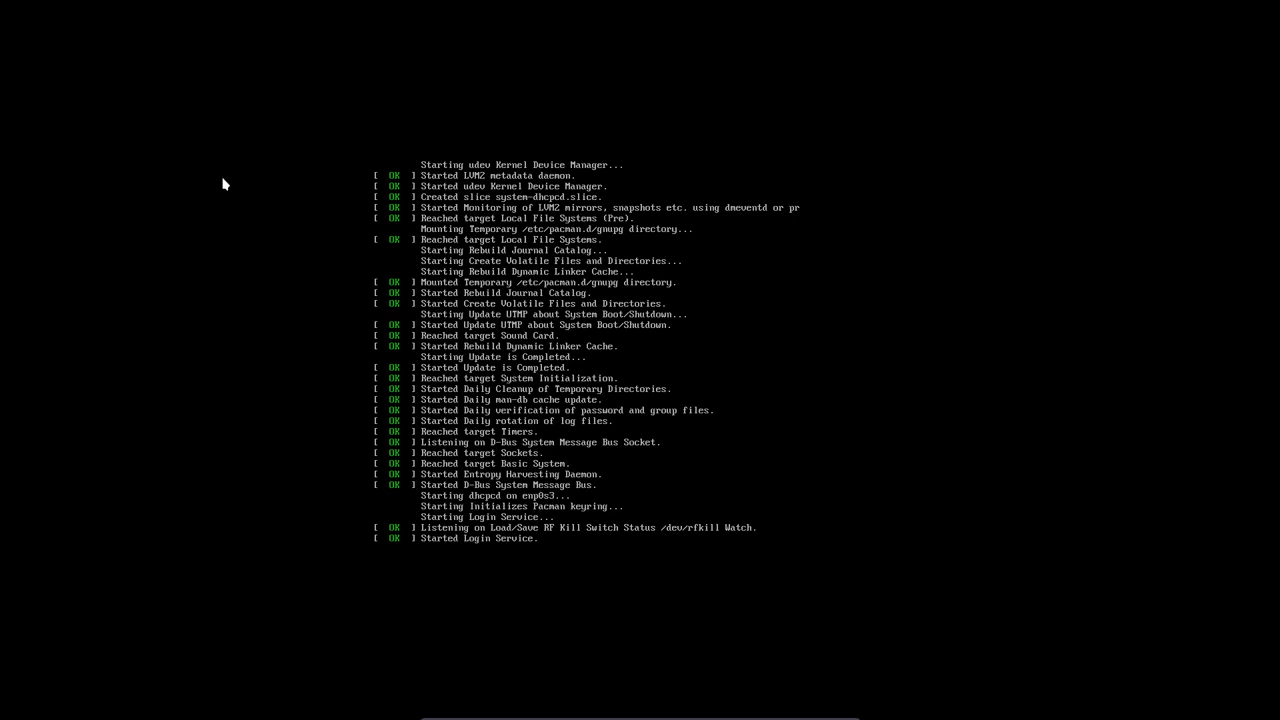 Starting udev Kernel Device Manager...
[  OK  ] Started LVM2 metadata daemon.
[  OK  ] Started udev Kernel Device Manager.
[  OK  ] Created slice system-dhcpcd.slice.
[  OK  ] Started Monitoring of LVM2 mirrors, snapshots etc. using dmeventd or pr
[  OK  ] Reached target Local File Systems (Pre).
Mounting Temporary /etc/pacman.d/gnupg directory...
[  OK  ] Reached target Local File Systems.
Starting Rebuild Journal Catalog...
Starting Create Volatile Files and Directories...
Starting Rebuild Dynamic Linker Cache...
[  OK  ] Mounted Temporary /etc/pacman.d/gnupg directory.
[  OK  ] Started Rebuild Journal Catalog.
[  OK  ] Started Create Volatile Files and Directories.
Starting Update UTMP about System Boot/Shutdown...
[  OK  ] Started Update UTMP about System Boot/Shutdown.
[  OK  ] Reached target Sound Card.
[  OK  ] Started Rebuild Dynamic Linker Cache.
Starting Update is Completed...
[  OK  ] Started Update is Completed.
[  OK  ] Reached target System Initialization.
[  OK  ] Started Daily Cleanup of Temporary Directories.
[  OK  ] Started Daily man-db cache update.
[  OK  ] Started Daily verification of password and group files.
[  OK  ] Started Daily rotation of log files.
[  OK  ] Reached target Timers.
[  OK  ] Listening on D-Bus System Message Bus Socket.
[  OK  ] Reached target Sockets.
[  OK  ] Reached target Basic System.
[  OK  ] Started Entropy Harvesting Daemon.
[  OK  ] Started D-Bus System Message Bus.
Starting dhcpcd on enp0s3...
Starting Initializes Pacman keyring...
Starting Login Service...
[  OK  ] Listening on Load/Save RF Kill Switch Status /dev/rfkill Watch.
[  OK  ] Started Login Service.